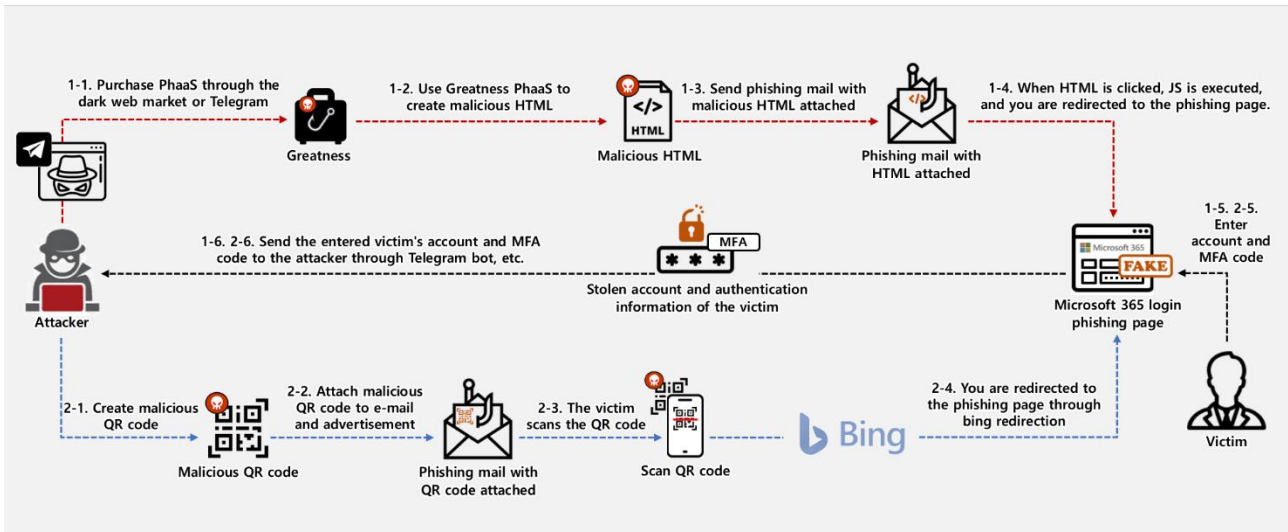 1-1. Purchase PhaaS through the
dark web market or Telegram
1-2. Use Greatness PhaaS to
create malicious HTML
1-3. Send phishing mail with
malicious HTML attached
1-4. When HTML is clicked, JS is executed,
and you are redirected to the phishing page.
Greatness
</>
HTML
Malicious HTML
</>
Phishing mail with
HTML attached
1-6. 2-6. Send the entered victim's account and MFA
code to the attacker through Telegram bot, etc.
MFA
* * *
Stolen account and authentication
information of the victim
Microsoft 365
FAKE
Microsoft 365 login
phishing page
1-5. 2-5.
Enter
account and
MFA code
Attacker
2-1. Create malicious
QR code
Malicious QR code
2-2. Attach malicious
QR code to e-mail
and advertisement
Phishing mail with
QR code attached
2-3. The victim
scans the QR code
Scan QR code
Bing
2-4. You are redirected to
the phishing page through
bing redirection
Victim